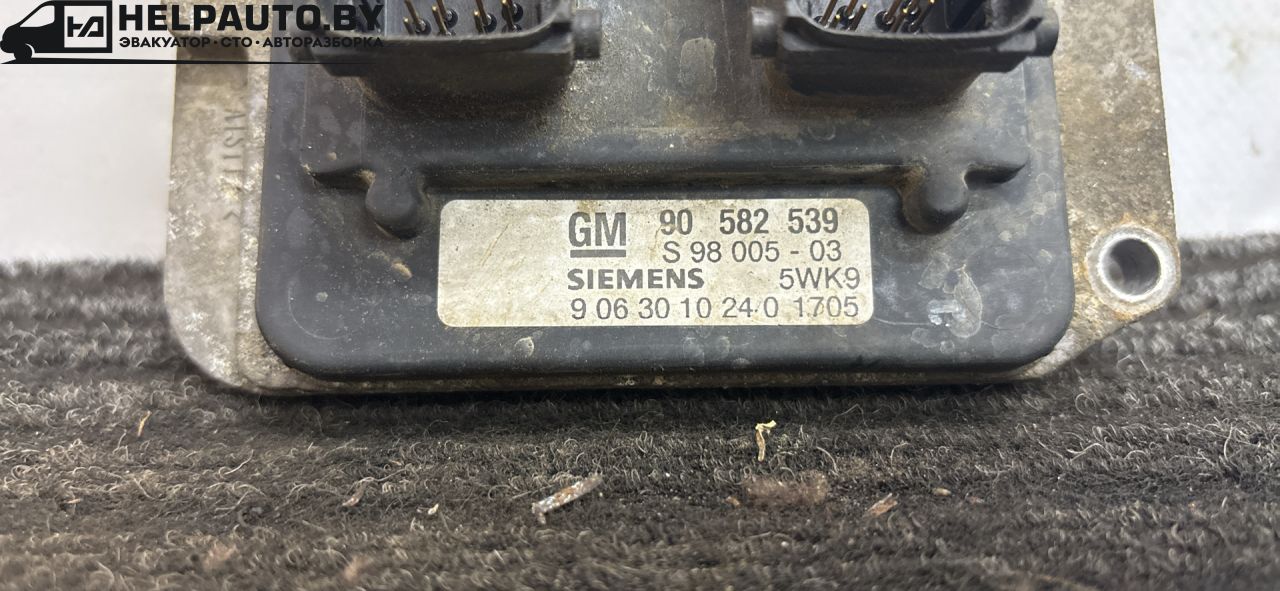 HELPAUTO.BY
ЭВАКУАТОР · СТО · АВТОРАЗБОРКА
GM 90 582 539
S 98 005 - 03
SIEMENS 5WK9
9 06 30 10 24 0 1705